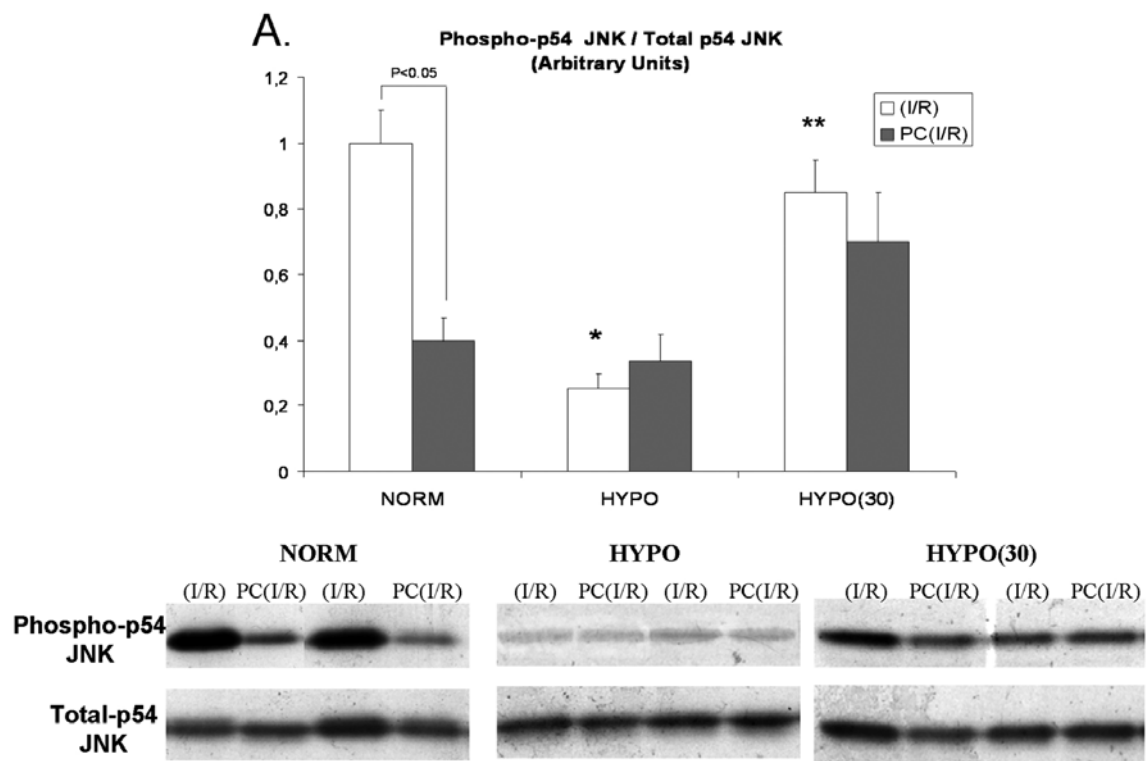 A.
Phospho-p54 JNK / Total p54 JNK
(Arbitrary Units)
P<0.05
1,2
1
0,8
0,6
0,4
0,2
0
(I/R)
PC(I/R)
*
**
NORM HYPO HYPO(30)
NORM HYPO HYPO(30)
(I/R) PC(I/R) (I/R) PC(I/R) (I/R) PC(I/R) (I/R) PC(I/R) (I/R) PC(I/R) (I/R) PC(I/R)
Phospho-p54
JNK
Total-p54
JNK